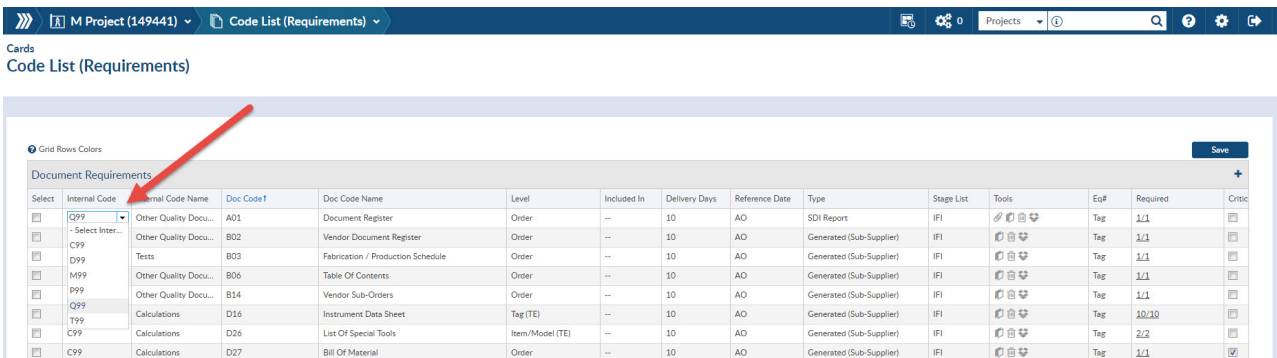 M Project (149441) Code List (Requirements) 0 Projects
Cards
Code List (Requirements)
Grid Rows Colors Save
Document Requirements +
Select Internal Code Internal Code Name Doc Code↑ Doc Code Name Level Included In Delivery Days Reference Date Type Stage List Tools Eq# Required Critic
Q99 Other Quality Docu... A01 Document Register Order -- 10 AO SDI Report IFI Tag 1/1
- Select Inter...
C99 Other Quality Docu... B02 Vendor Document Register Order -- 10 AO Generated (Sub-Supplier) IFI Tag 1/1
D99 Tests B03 Fabrication / Production Schedule Order -- 10 AO Generated (Sub-Supplier) IFI Tag 1/1
M99 Other Quality Docu... B06 Table Of Contents Order -- 10 AO Generated (Sub-Supplier) IFI Tag 1/1
P99 Other Quality Docu... B14 Vendor Sub-Orders Order -- 10 AO Generated (Sub-Supplier) IFI Tag 1/1
Q99
T99 Calculations D16 Instrument Data Sheet Tag (TE) -- 10 AO Generated (Sub-Supplier) IFI Tag 10/10
C99 Calculations D26 List Of Special Tools Item/Model (TE) -- 10 AO Generated (Sub-Supplier) IFI Tag 2/2
C99 Calculations D27 Bill Of Material Order -- 10 AO Generated (Sub-Supplier) IFI Tag 1/1